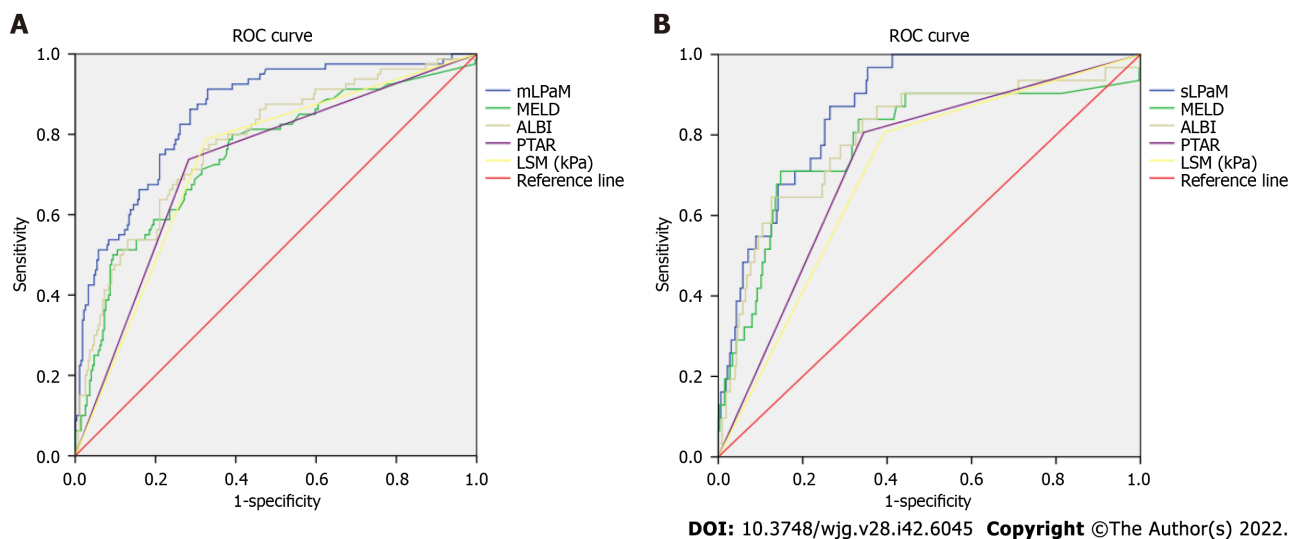 A
ROC curve
1.0
0.8
0.6
0.4
0.2
0.0
Sensitivity
0.0 0.2 0.4 0.6 0.8 1.0
1-specificity
mLPaM
MELD
ALBI
PTAR
LSM (kPa)
Reference line
B
ROC curve
1.0
0.8
0.6
0.4
0.2
0.0
Sensitivity
0.0 0.2 0.4 0.6 0.8 1.0
1-specificity
sLPaM
MELD
ALBI
PTAR
LSM (kPa)
Reference line
DOI: 10.3748/wjg.v28.i42.6045 Copyright ©The Author(s) 2022.